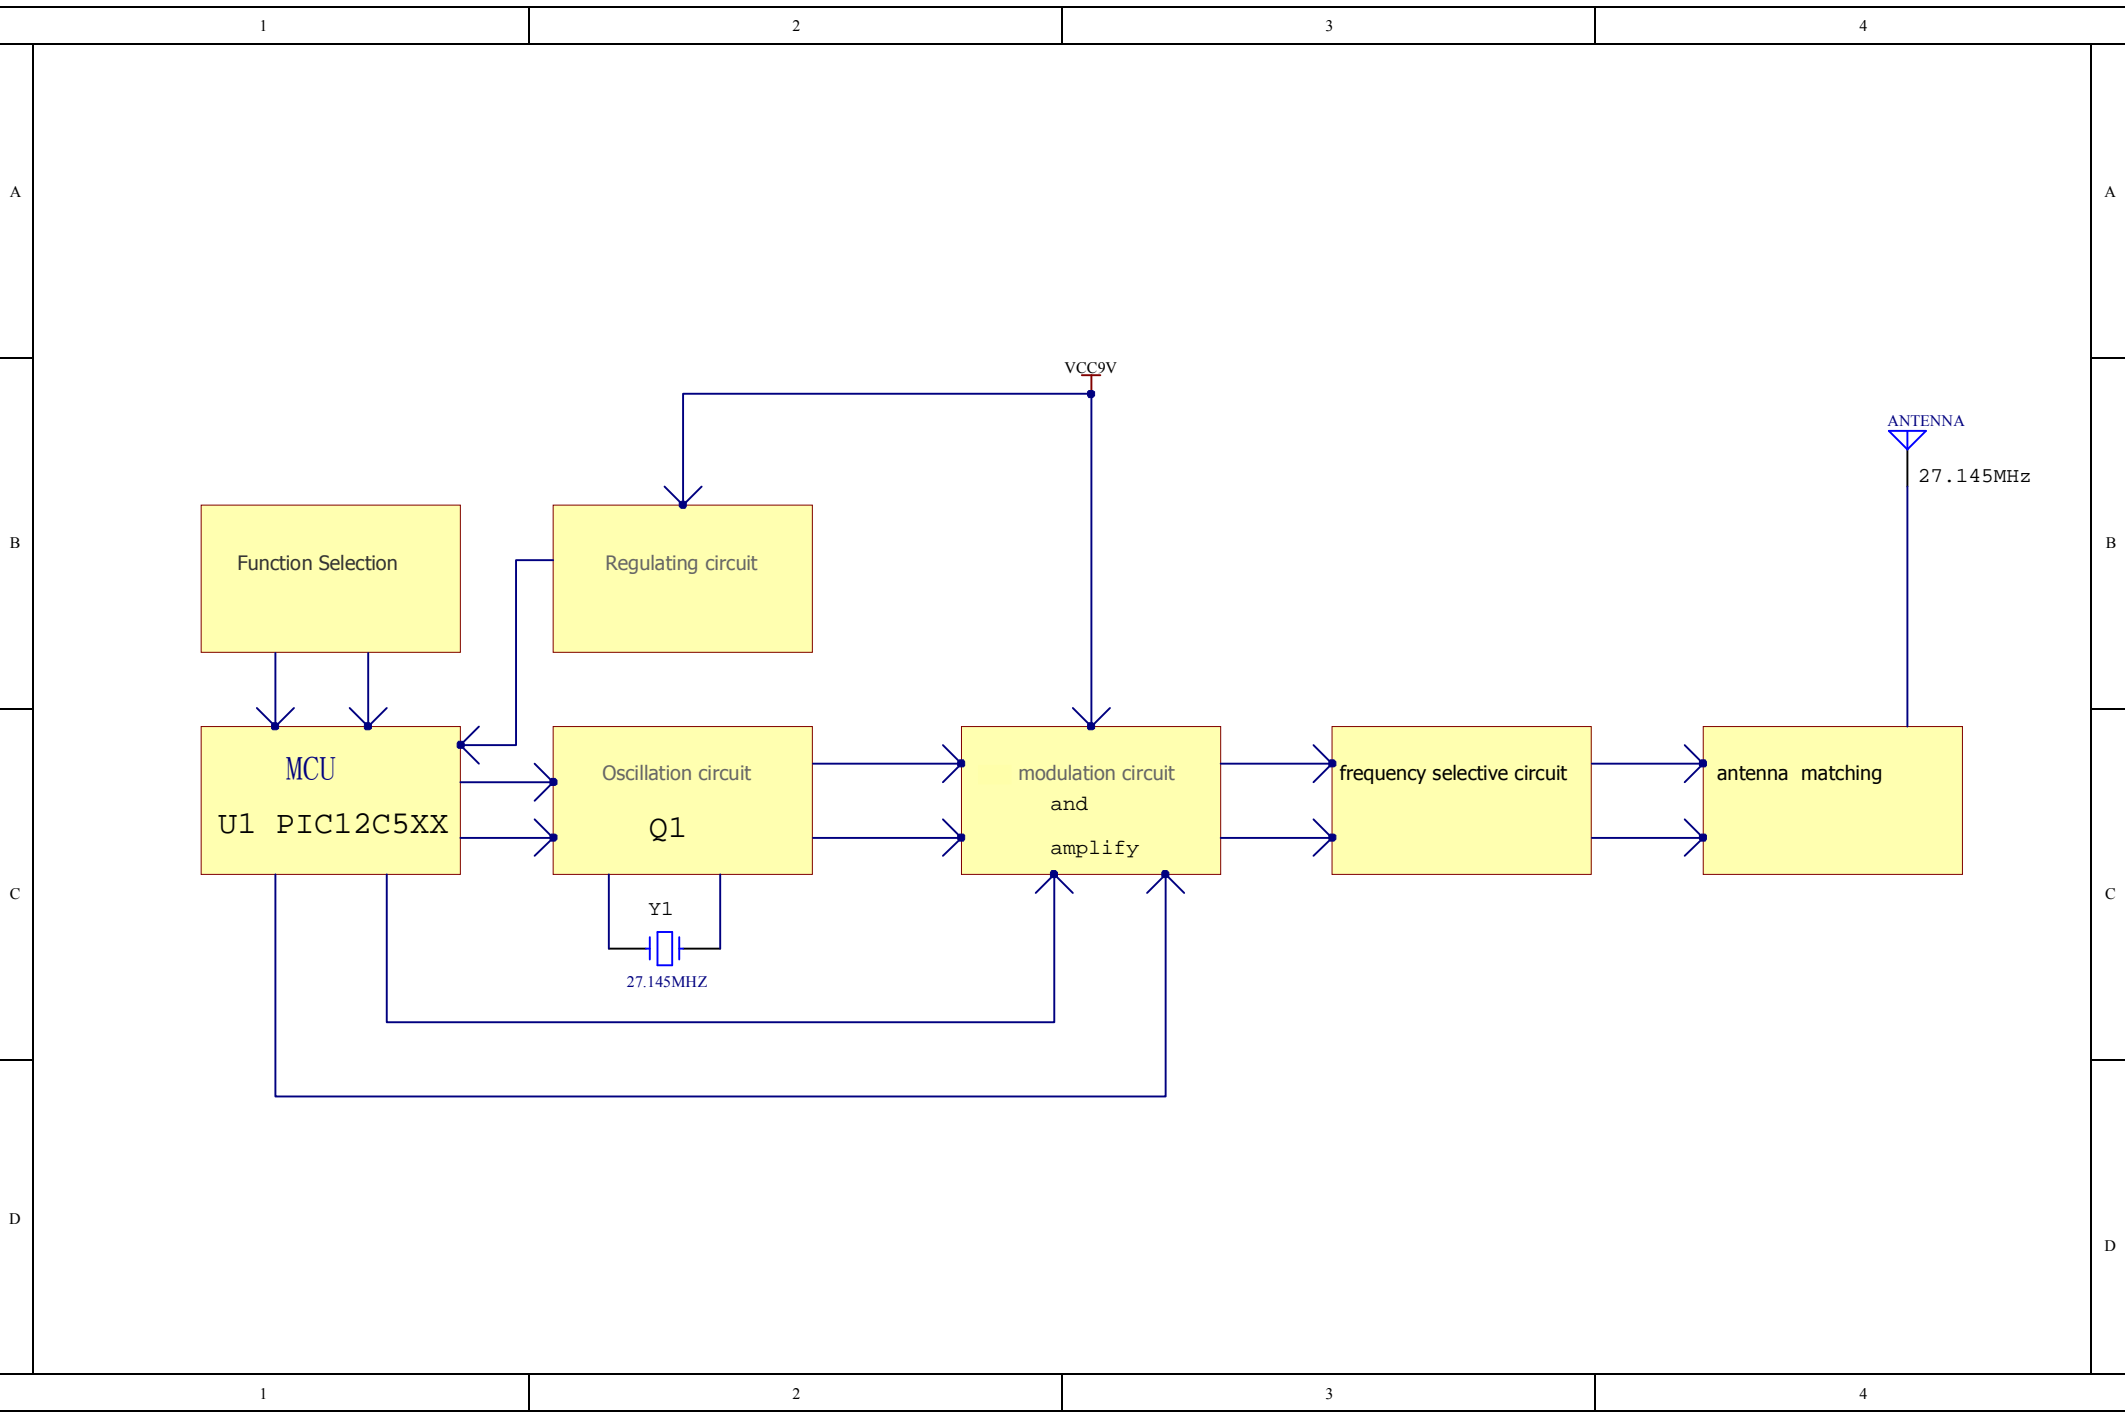 1 2 3 4
A A
VCC9V
ANTENNA
27.145MHz
B B
Function Selection
Regulating circuit
MCU
U1 PIC12C5XX
Oscillation circuit
Q1
modulation circuit
and
amplify
frequency selective circuit
antenna matching
C C
Y1
27.145MHZ
D D
1 2 3 4